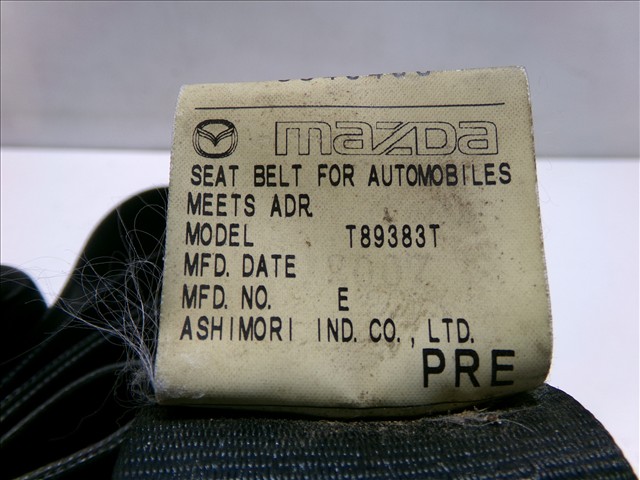 mazda
SEAT BELT FOR AUTOMOBILES
MEETS ADR.
MODEL T89383T
MFD. DATE
MFD. NO. E
ASHIMORI IND. CO., LTD.
PRE